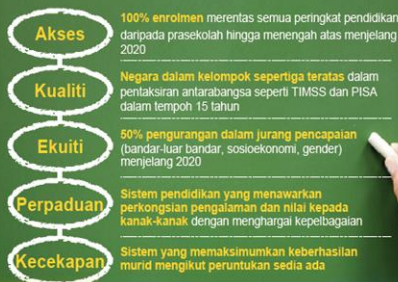 Akses
100% enrolmen merentas semua peringkat pendidikan
daripada prasekolah hingga menengah atas menjelang
2020
Kualiti
Negara dalam kelompok sepertiga teratas dalam
pentaksiran antarabangsa seperti TIMSS dan PISA
dalam tempoh 15 tahun
Ekuiti
50% pengurangan dalam jurang pencapaian
(bandar-luar bandar, sosioekonomi, gender)
menjelang 2020
Perpaduan
Sistem pendidikan yang menawarkan
perkongsian pengalaman dan nilai kepada
kanak-kanak dengan menghargai kepelbagaian
Kecekapan
Sistem yang memaksimumkan keberhasilan
murid mengikut peruntukan sedia ada